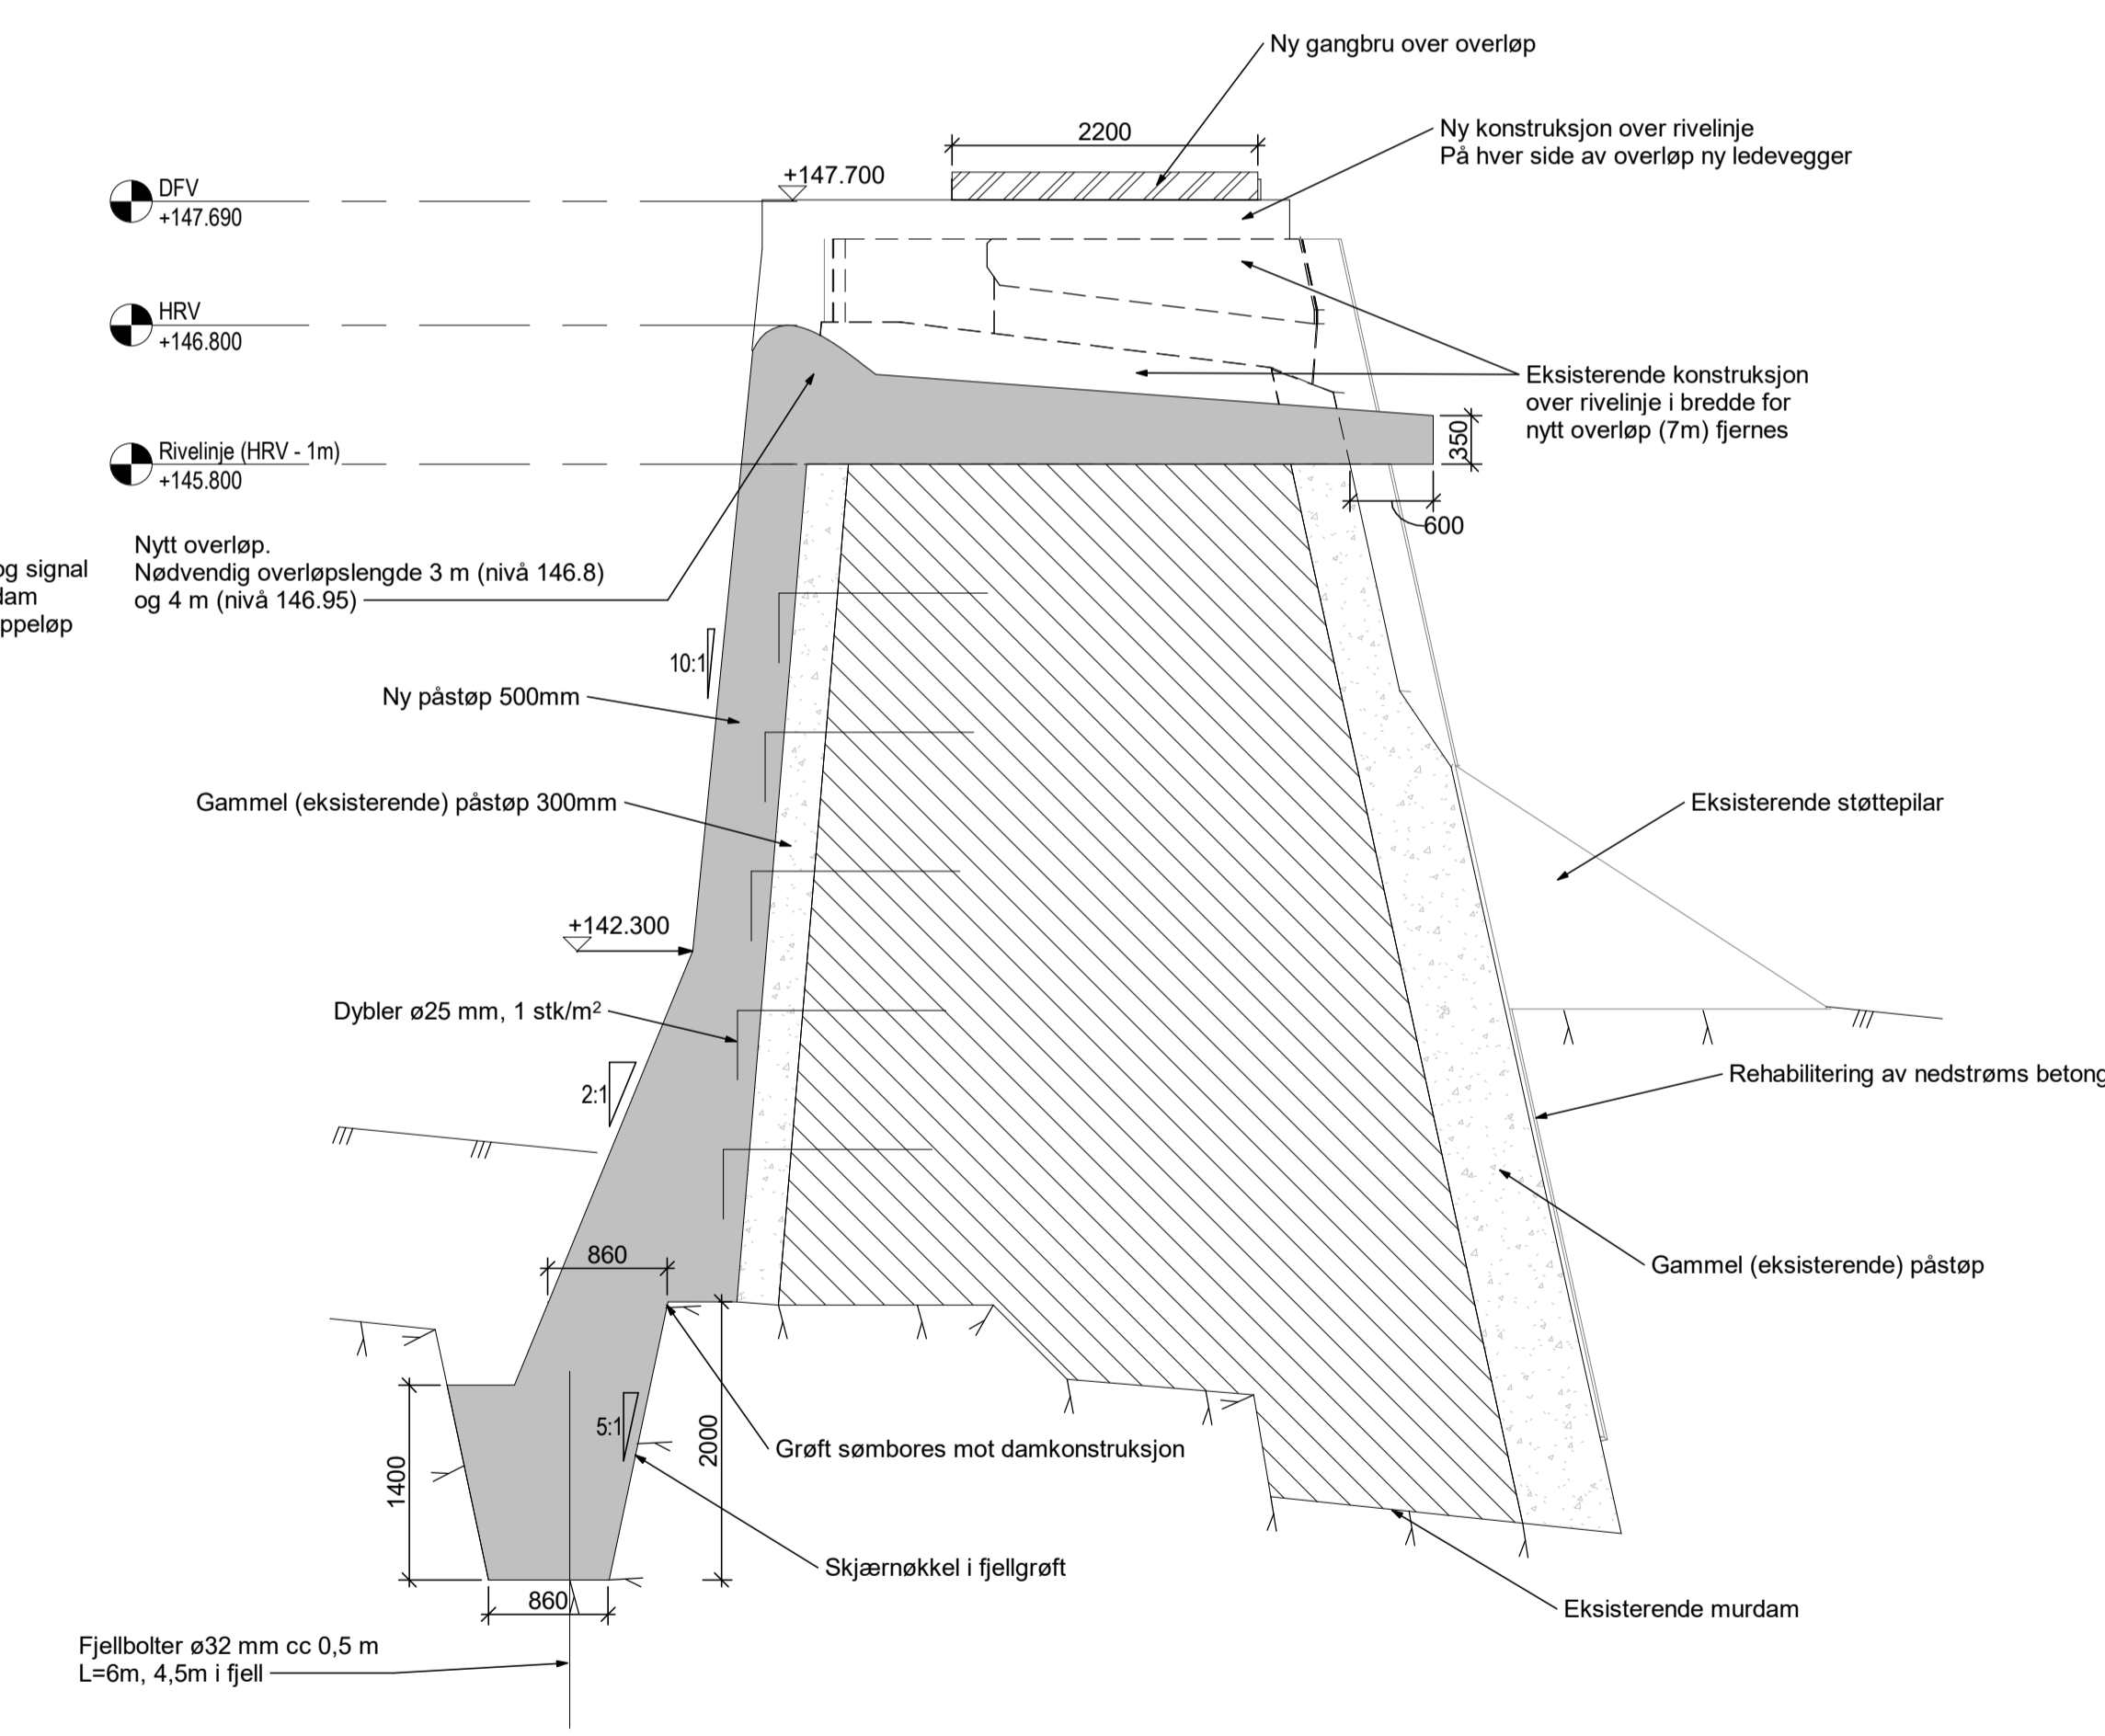 Ny gangbru over overløp
2200
Ny konstruksjon over rivelinje
På hver side av overløp ny ledevegger
+147.700
DFV
+147.690
HRV
+146.800
Eksisterende konstruksjon
over rivelinje i bredde for
nytt overløp (7m) fjernes
350
Rivelinje (HRV - 1m)
+145.800
600
og signal
dam
ppeløp
Nytt overløp.
Nødvendig overløpslengde 3 m (nivå 146.8)
og 4 m (nivå 146.95)
10:1
Ny påstøp 500mm
Gammel (eksisterende) påstøp 300mm
Eksisterende støttepilar
+142.300
Dybler ø25 mm, 1 stk/m²
2:1
Rehabilitering av nedstrøms betong
860
Gammel (eksisterende) påstøp
5:1
2000
1400
Grøft sømbores mot damkonstruksjon
Skjærnøkkel i fjellgrøft
860
Eksisterende murdam
Fjellbolter ø32 mm cc 0,5 m
L=6m, 4,5m i fjell